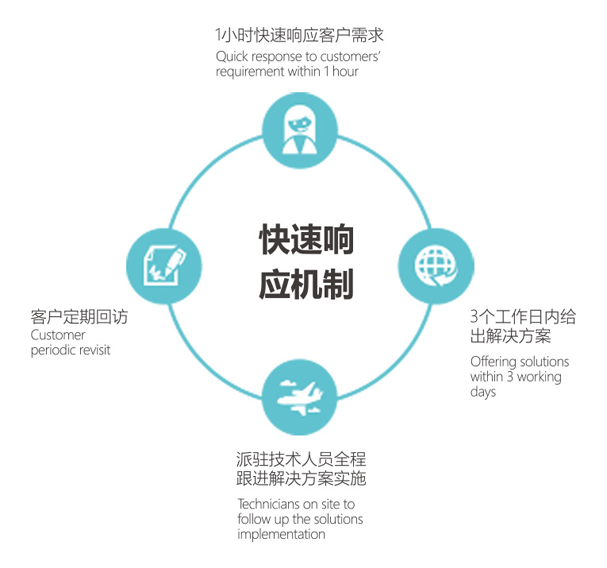 1小时快速响应客户需求
Quick response to customers'
requirement within 1 hour
快速响
应机制
客户定期回访
Customer
periodic revisit
3个工作日内给
出解决方案
Offering solutions
within 3 working
days
派驻技术人员全程
跟进解决方案实施
Technicians on site to
follow up the solutions
implementation